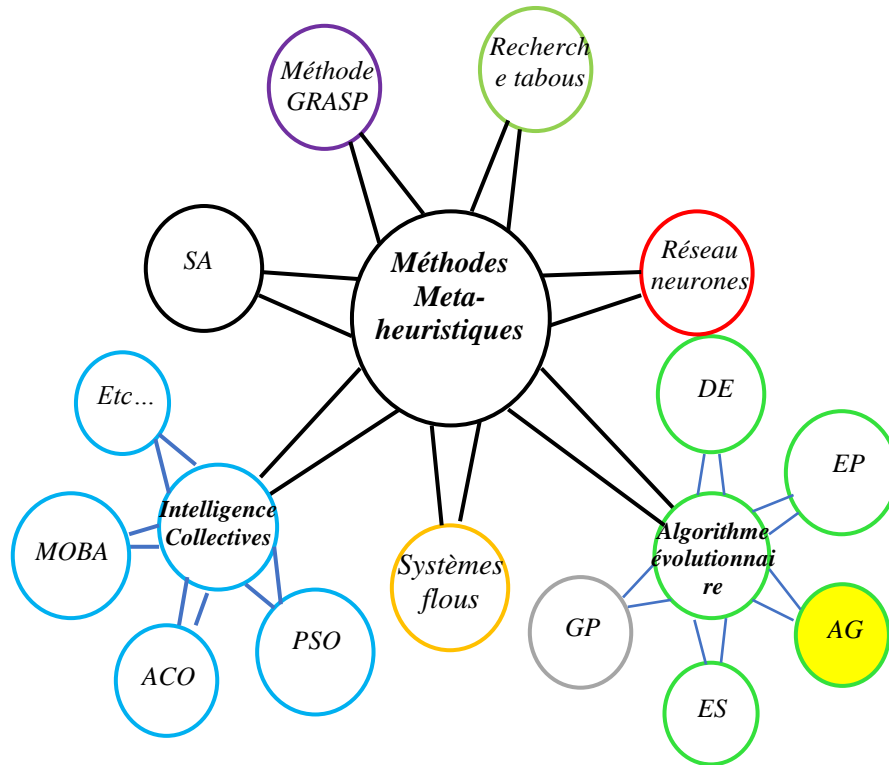 Méthode
GRASP
Recherch
e tabous
SA
Méthodes
Meta-
heuristiques
Réseau
neurones
Etc…
DE
EP
MOBA
Intelligence
Collectives
Systèmes
flous
Algorithme
évolutionnai
re
GP
AG
ACO
PSO
ES